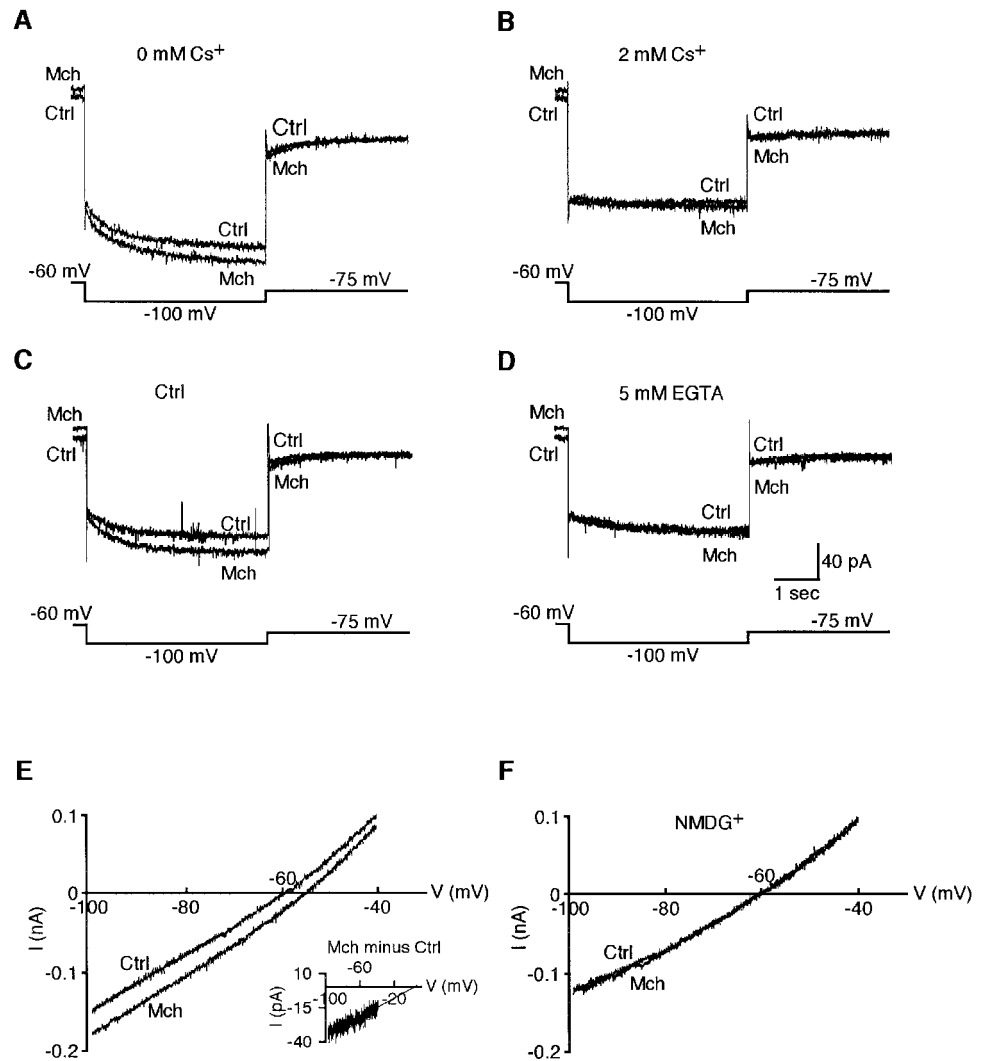 A
0 mM Cs+
Mch
Ctrl
Ctrl
Mch
Ctrl
Mch
-60 mV
-75 mV
-100 mV
B
2 mM Cs+
Mch
Ctrl
Ctrl
Mch
Ctrl
Mch
-60 mV
-75 mV
-100 mV
C
Ctrl
Mch
Ctrl
Ctrl
Mch
Ctrl
Mch
-60 mV
-75 mV
-100 mV
D
5 mM EGTA
Mch
Ctrl
Ctrl
Mch
Ctrl
Mch
40 pA
1 sec
-60 mV
-75 mV
-100 mV
E
0.1
-60
0
V (mV)
-100
-80
-40
I (nA)
Ctrl
-0.1
Mch
-0.2
Mch minus Ctrl
-60
10
V (mV)
-100
-20
-15
I (pA)
-40
F
0.1
NMDG+
-60
0
V (mV)
-100
-80
-40
I (nA)
Ctrl
-0.1
Mch
-0.2